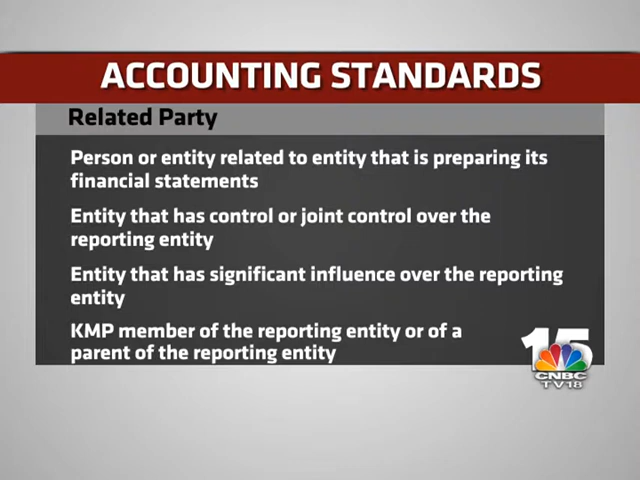 ACCOUNTING STANDARDS
Related Party
Person or entity related to entity that is preparing its
financial statements
Entity that has control or joint control over the
reporting entity
Entity that has significant influence over the reporting
entity
KMP member of the reporting entity or of a
parent of the reporting entity
15
CNBC
TV18